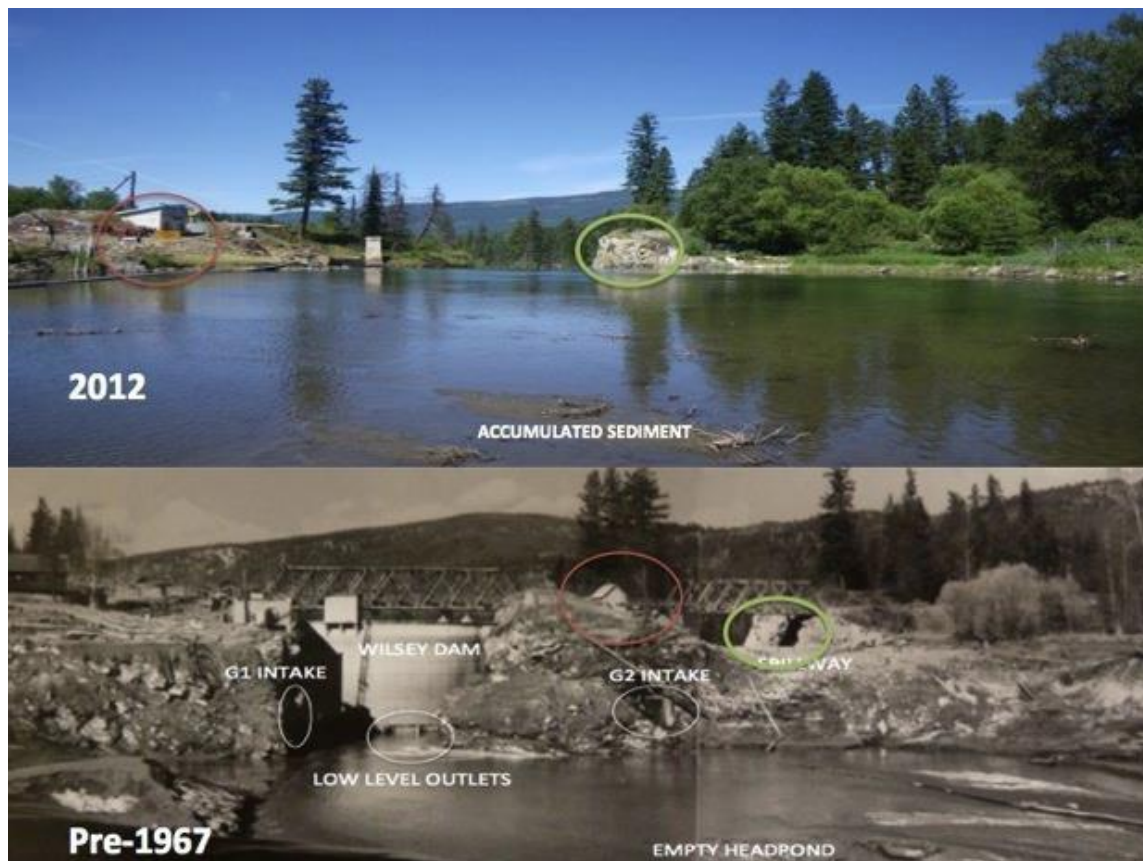 2012
ACCUMULATED SEDIMENT
WILSEY DAM
G1 INTAKE
G2 INTAKE
SPILLWAY
LOW LEVEL OUTLETS
Pre-1967
EMPTY HEADPOND